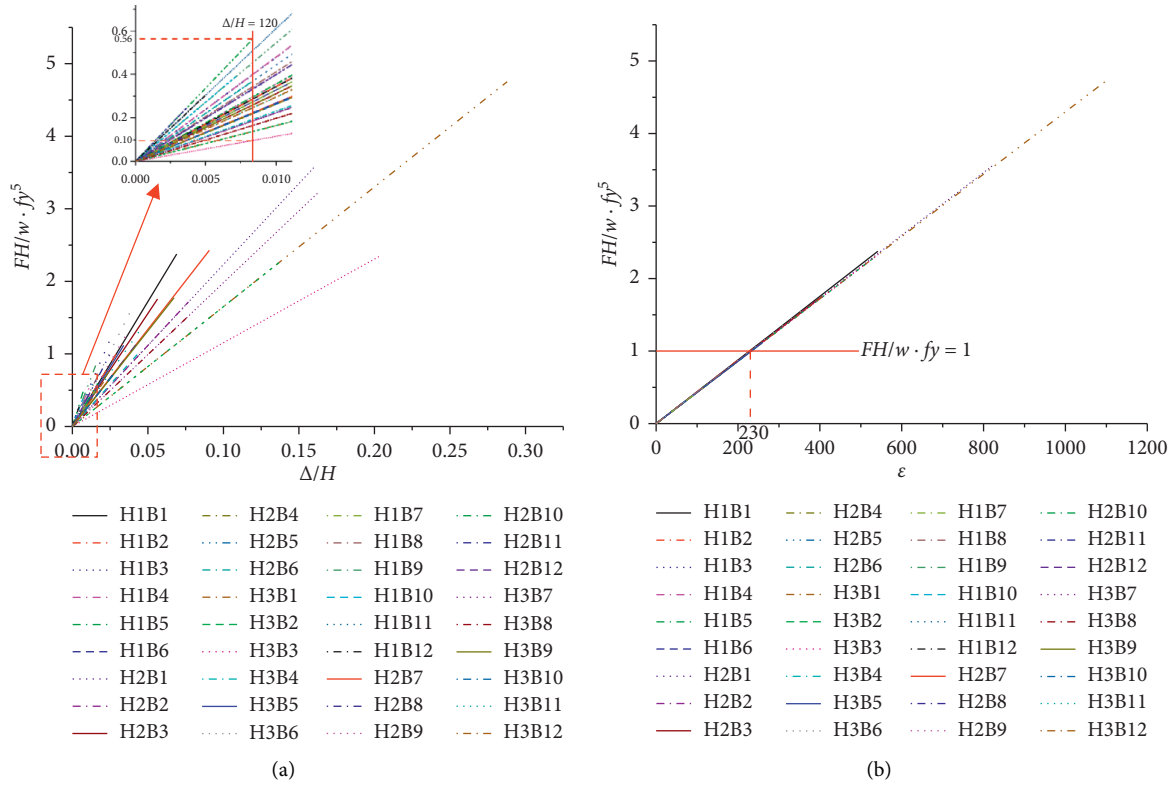 Δ/H = 120
0.6
0.56
0.4
0.2
0.10
0.0
0.000 0.005 0.010
5
4
3
2
1
0
FH/w · fy⁵
0.00 0.05 0.10 0.15 0.20 0.25 0.30
Δ/H
H1B1 H2B4 H1B7 H2B10
H1B2 H2B5 H1B8 H2B11
H1B3 H2B6 H1B9 H2B12
H1B4 H3B1 H1B10 H3B7
H1B5 H3B2 H1B11 H3B8
H1B6 H3B3 H1B12 H3B9
H2B1 H3B4 H2B7 H3B10
H2B2 H3B5 H2B8 H3B11
H2B3 H3B6 H2B9 H3B12
(a)
5
4
3
2
1
0
FH/w · fy⁵
FH/w · fy = 1
230
0 200 400 600 800 1000 1200
ε
H1B1 H2B4 H1B7 H2B10
H1B2 H2B5 H1B8 H2B11
H1B3 H2B6 H1B9 H2B12
H1B4 H3B1 H1B10 H3B7
H1B5 H3B2 H1B11 H3B8
H1B6 H3B3 H1B12 H3B9
H2B1 H3B4 H2B7 H3B10
H2B2 H3B5 H2B8 H3B11
H2B3 H3B6 H2B9 H3B12
(b)